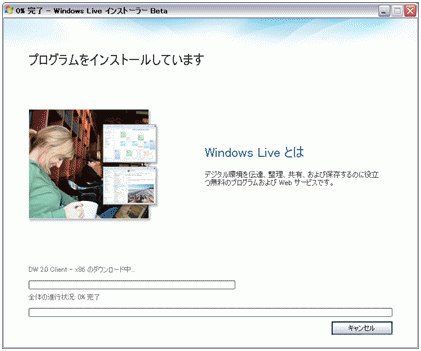 0% 完了 - Windows Live インストーラー Beta
プログラムをインストールしています
Windows Live とは
デジタル環境を伝達、整理、共有、および保存するのに役立
つ無料のプログラムおよび Web サービスです。
DW 2.0 Client - x86 のダウンロード中...
全体の進行状況: 0% 完了
キャンセル